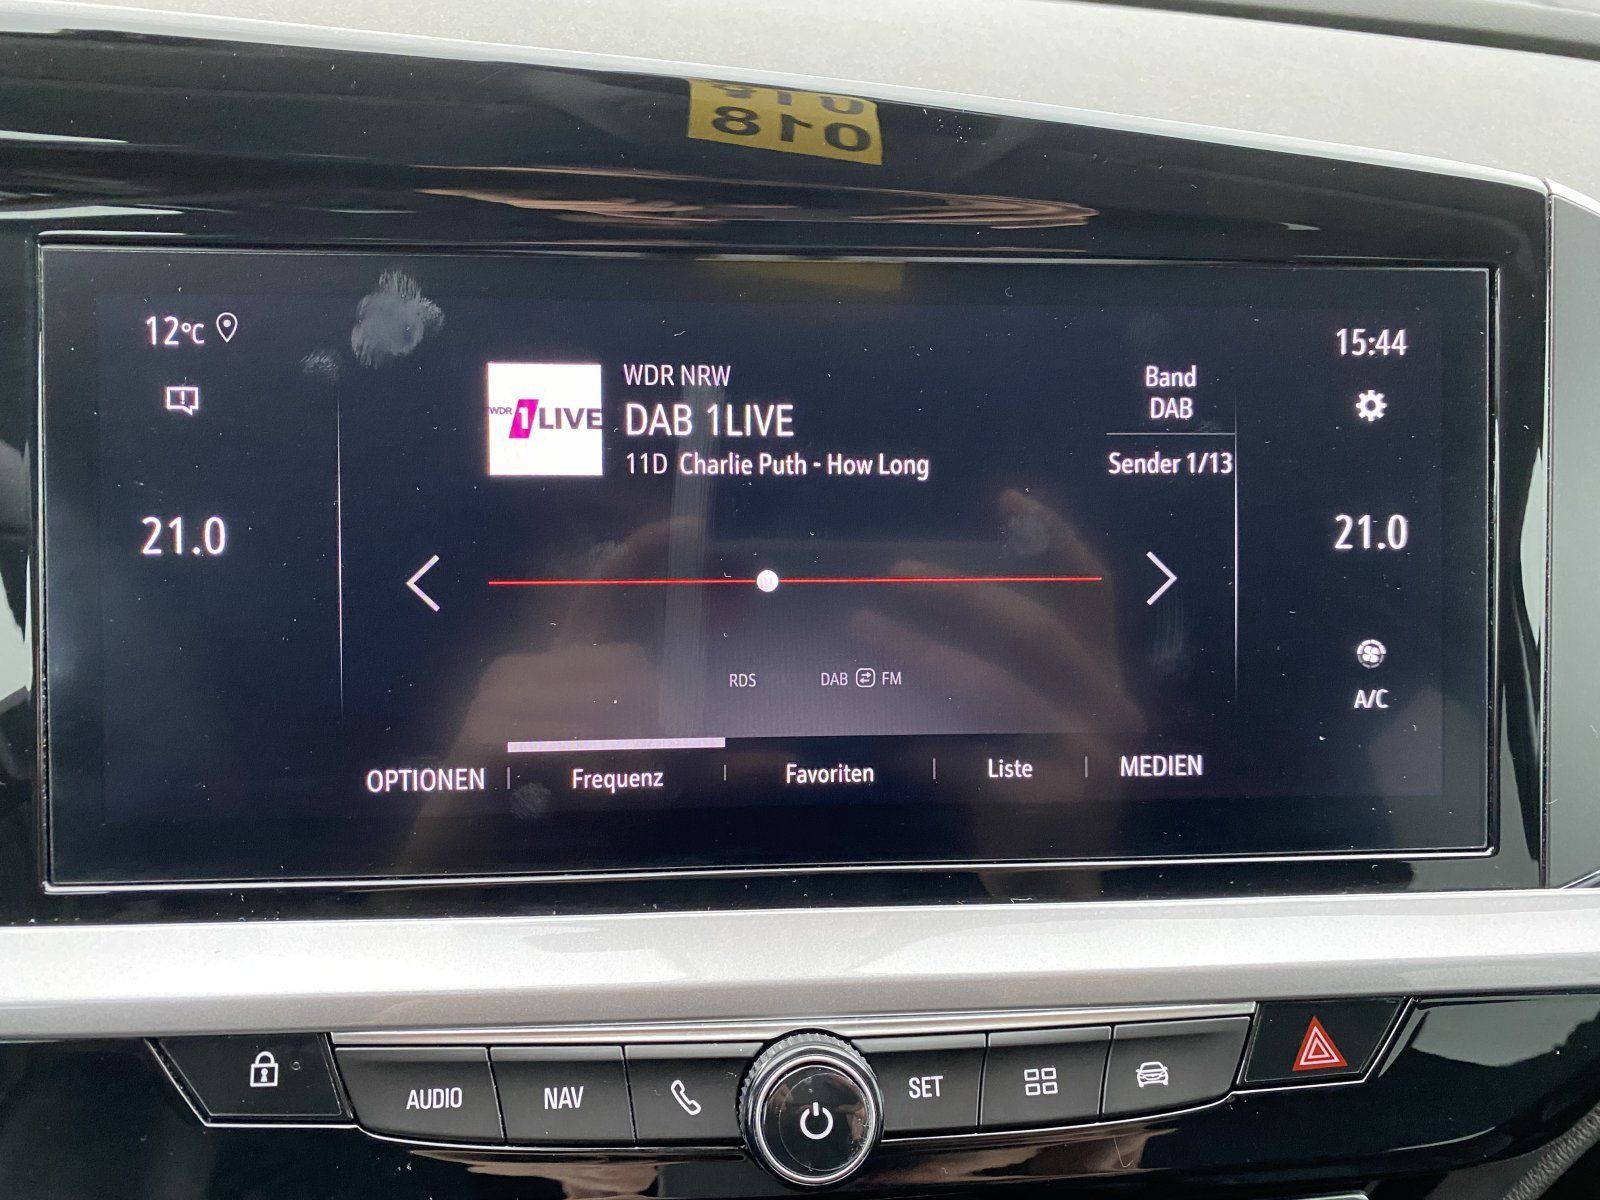 810
12°C
15:44
WDR 1LIVE
WDR NRW
DAB 1LIVE
11D Charlie Puth - How Long
Band
DAB
Sender 1/13
21.0
21.0
RDS
DAB FM
A/C
OPTIONEN
Frequenz
Favoriten
Liste
MEDIEN
AUDIO
NAV
SET